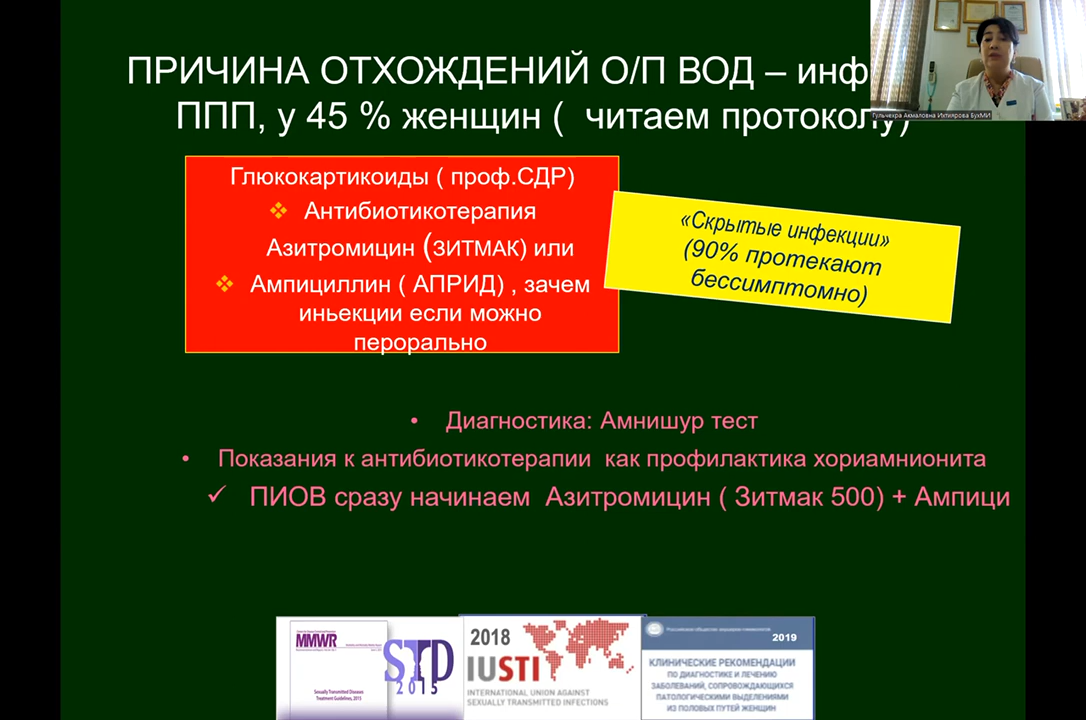 ПРИЧИНА ОТХОЖДЕНИЙ О/П ВОД – инф
ППП, у 45 % женщин ( читаем протоколу)
Гульчехра Акмаловна Ихтиярова БухМИ
Глюкокартикоиды ( проф.СДР)
❖ Антибиотикотерапия
Азитромицин (ЗИТМАК) или
❖ Ампициллин ( АПРИД) , зачем
иньекции если можно
перорально
«Скрытые инфекции»
(90% протекают
бессимптомно)
• Диагностика: Амнишур тест
• Показания к антибиотикотерапии как профилактика хориамнионита
✓ ПИОВ сразу начинаем Азитромицин ( Зитмак 500) + Ампици
MMWR
Sexually Transmitted Diseases
Treatment Guidelines, 2015
STD
2015
2018
IUSTI
INTERNATIONAL UNION AGAINST
SEXUALLY TRANSMITTED INFECTIONS
2019
КЛИНИЧЕСКИЕ РЕКОМЕНДАЦИИ
ПО ДИАГНОСТИКЕ И ЛЕЧЕНИЮ
ЗАБОЛЕВАНИЙ, СОПРОВОЖДАЮЩИХСЯ
ПАТОЛОГИЧЕСКИМИ ВЫДЕЛЕНИЯМИ
ИЗ ПОЛОВЫХ ПУТЕЙ ЖЕНЩИН